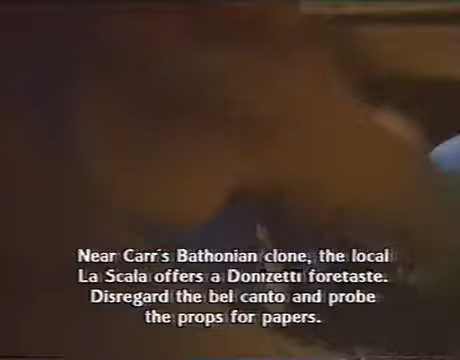 Near Carr's Bathonian clone, the local
La Scala offers a Donizetti foretaste.
Disregard the bel canto and probe
the props for papers.